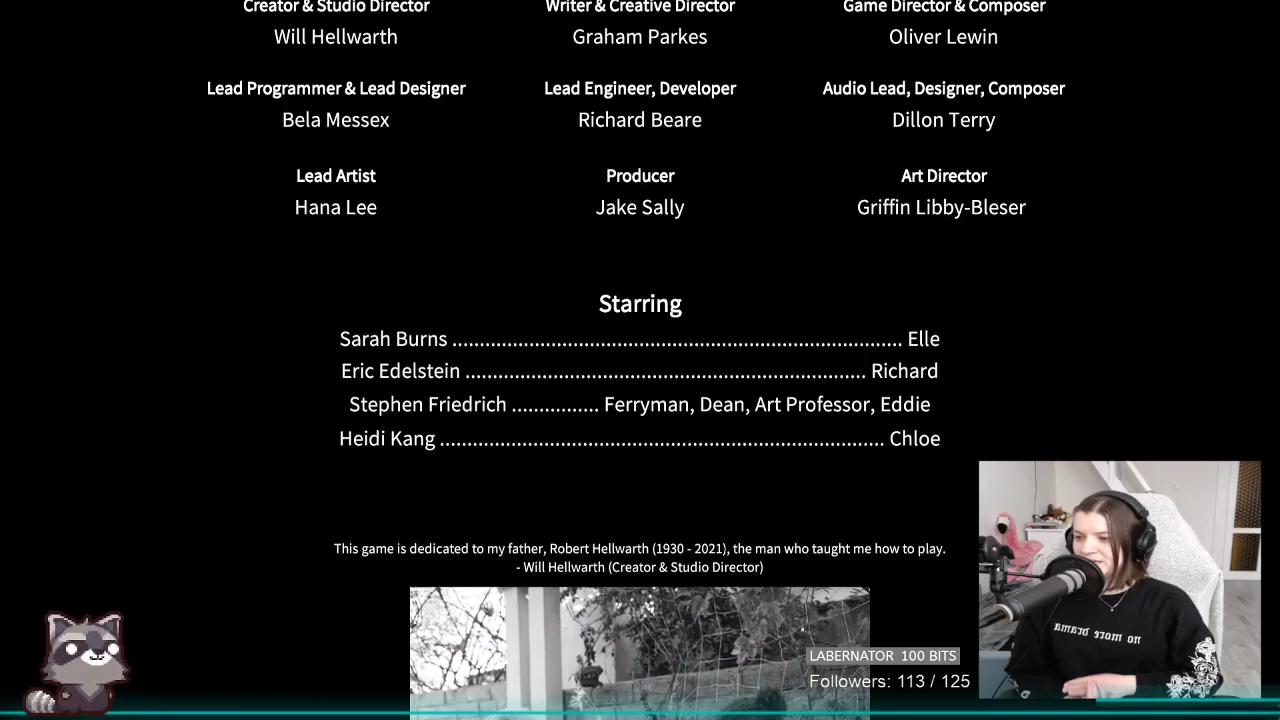 Creator & Studio Director
Writer & Creative Director
Game Director & Composer
Will Hellwarth
Graham Parkes
Oliver Lewin
Lead Programmer & Lead Designer
Lead Engineer, Developer
Audio Lead, Designer, Composer
Bela Messex
Richard Beare
Dillon Terry
Lead Artist
Producer
Art Director
Hana Lee
Jake Sally
Griffin Libby-Bleser
Starring
Sarah Burns ........................................................................... Elle
Eric Edelstein ................................................................... Richard
Stephen Friedrich ................ Ferryman, Dean, Art Professor, Eddie
Heidi Kang .......................................................................... Chloe
This game is dedicated to my father, Robert Hellwarth (1930 - 2021), the man who taught me how to play.
- Will Hellwarth (Creator & Studio Director)
no more drama
LABERNATOR 100 BITS
Followers: 113 / 125